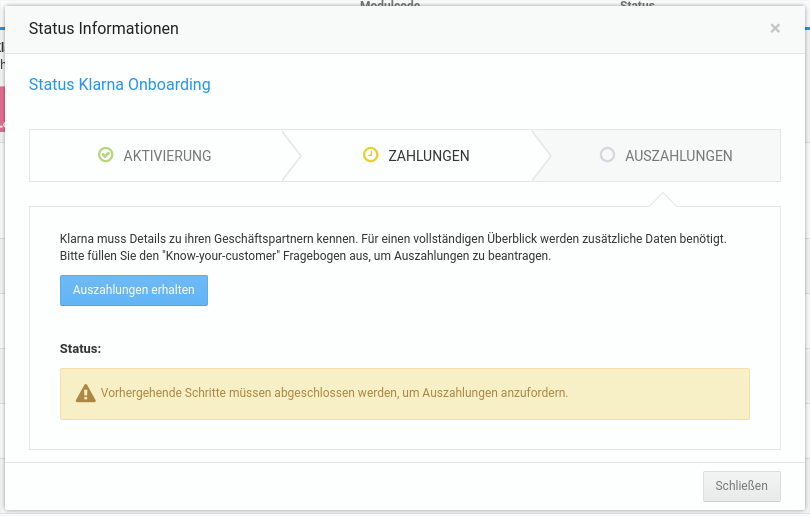 Modulcode Status
Status Informationen ×
Status Klarna Onboarding
AKTIVIERUNG ZAHLUNGEN AUSZAHLUNGEN
Klarna muss Details zu ihren Geschäftspartnern kennen. Für einen vollständigen Überblick werden zusätzliche Daten benötigt.
Bitte füllen Sie den "Know-your-customer" Fragebogen aus, um Auszahlungen zu beantragen.
Auszahlungen erhalten
Status:
Vorhergehende Schritte müssen abgeschlossen werden, um Auszahlungen anzufordern.
Schließen